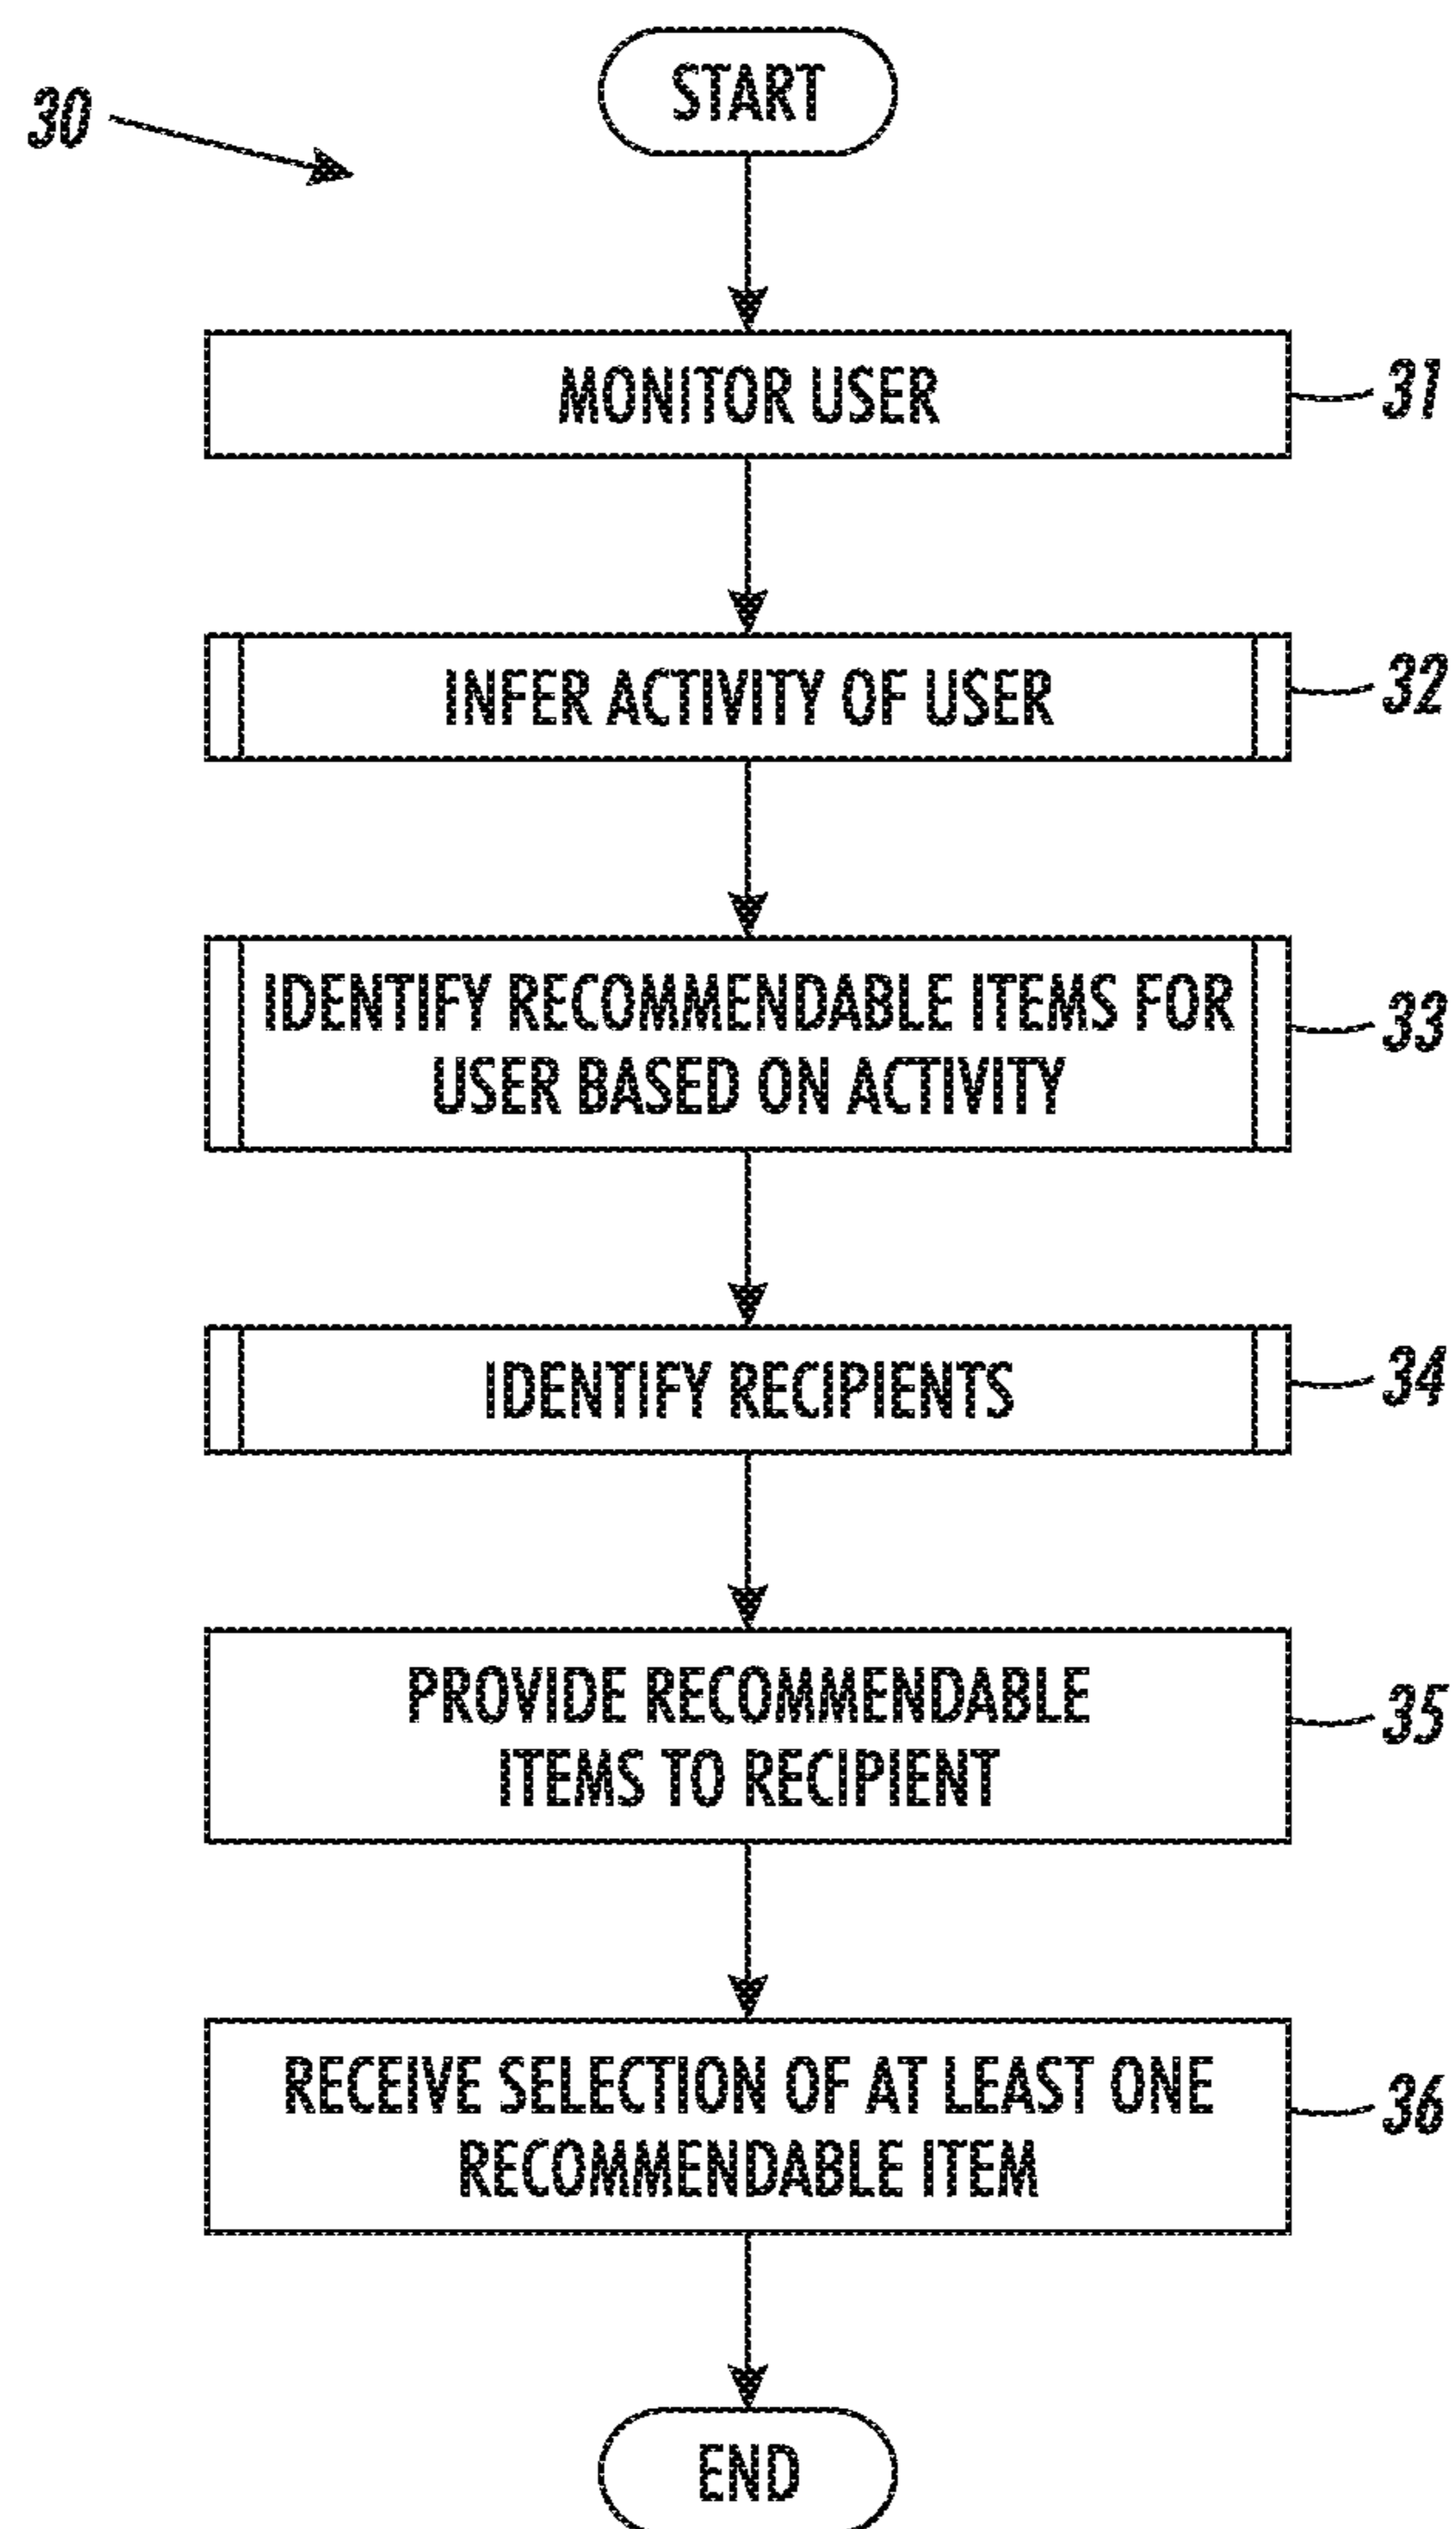 START
30
MONITOR USER
31
INFER ACTIVITY OF USER
32
IDENTIFY RECOMMENDABLE ITEMS FOR
USER BASED ON ACTIVITY
33
IDENTIFY RECIPIENTS
34
PROVIDE RECOMMENDABLE
ITEMS TO RECIPIENT
35
RECEIVE SELECTION OF AT LEAST ONE
RECOMMENDABLE ITEM
36
END